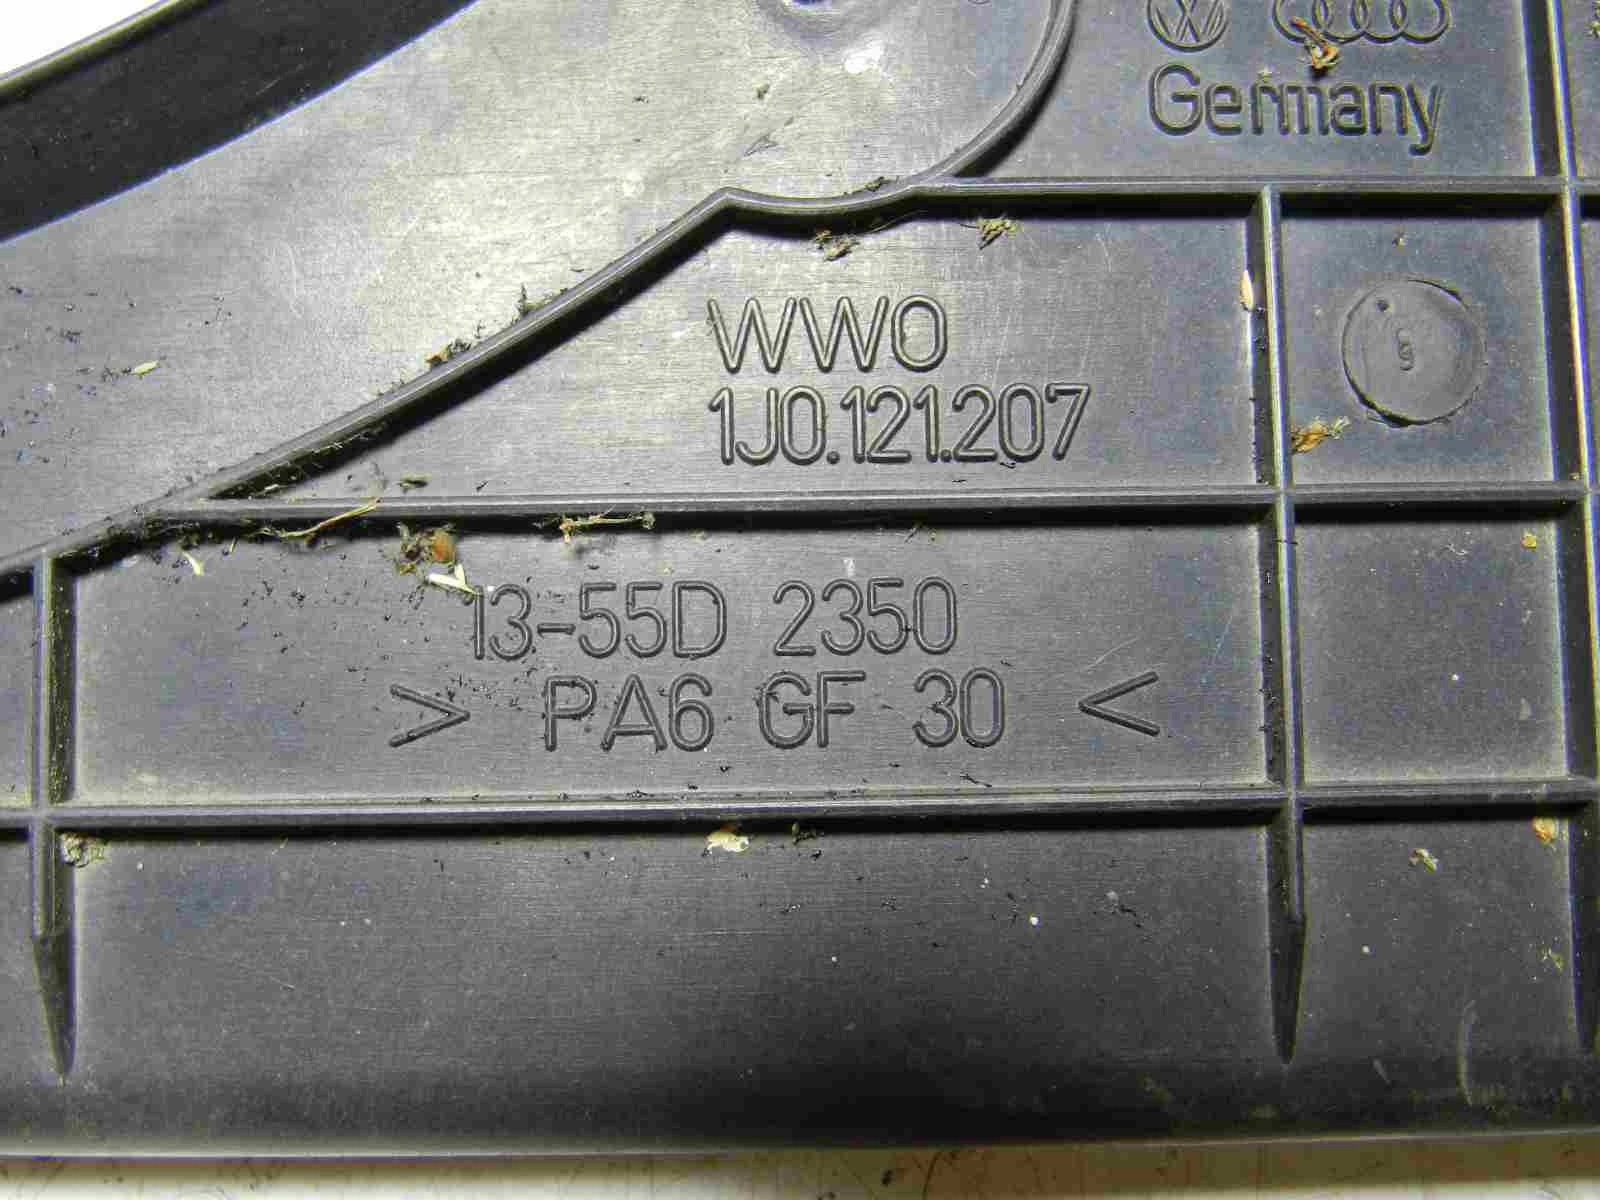 Germany
WWO
1J0.121.207
13-55D 2350
> PA6 GF 30 <